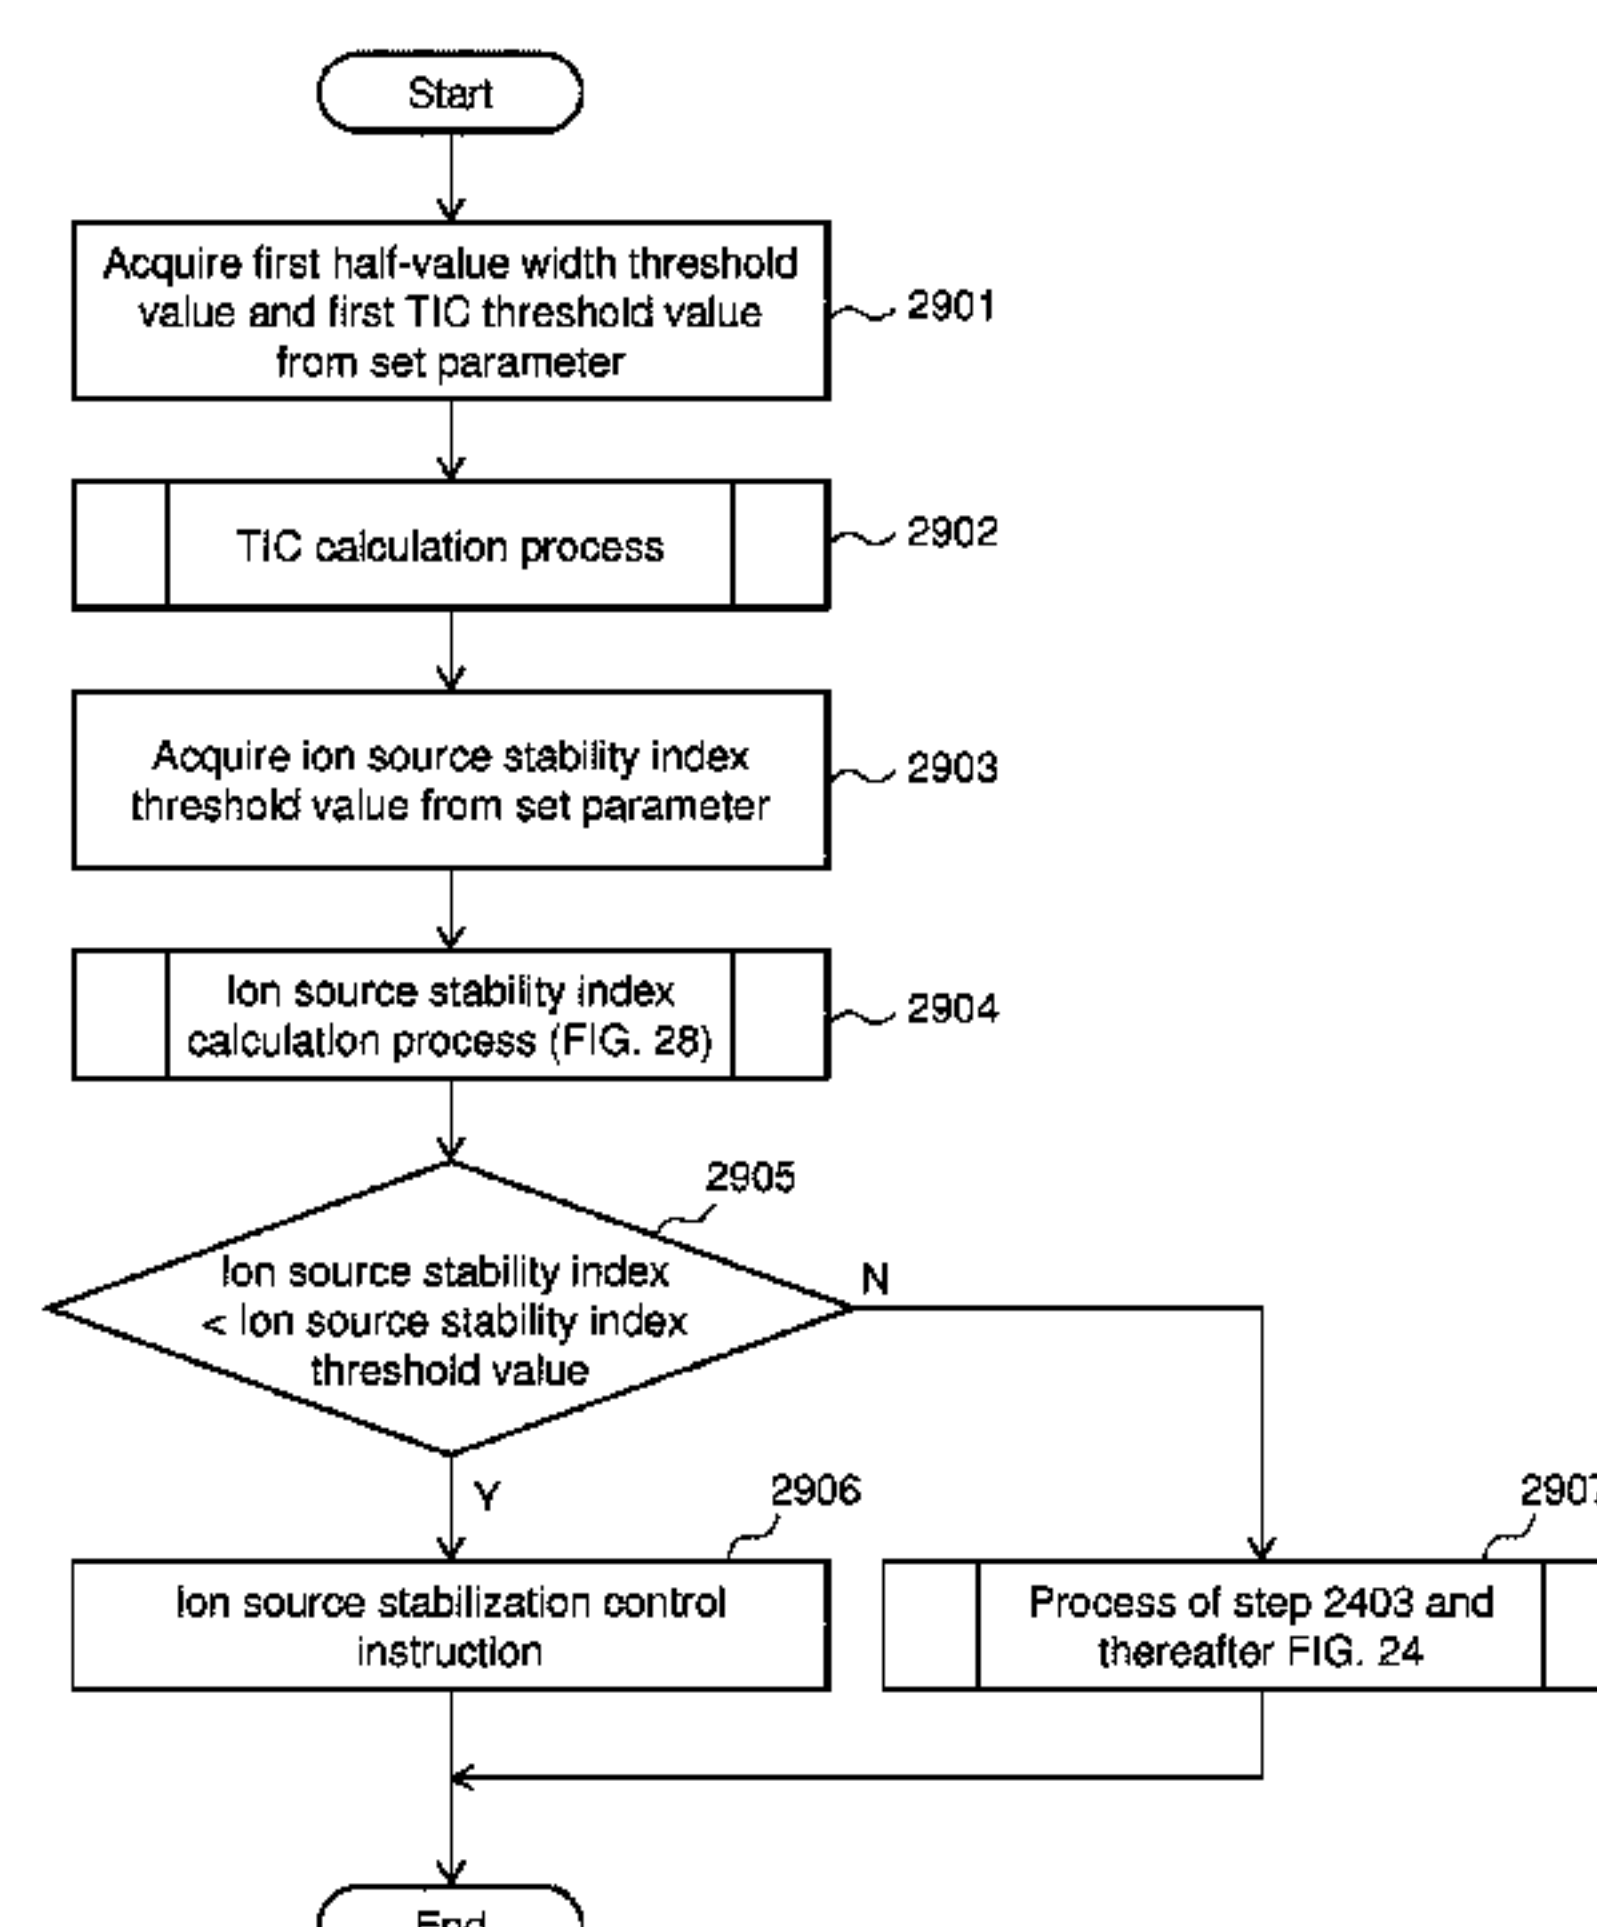 Start
Acquire first half-value width threshold
value and first TIC threshold value
from set parameter
2901
TIC calculation process
2902
Acquire ion source stability index
threshold value from set parameter
2903
Ion source stability index
calculation process (FIG. 28)
2904
2905
Ion source stability index
< Ion source stability index
threshold value
N
Y
2906
Ion source stabilization control
instruction
2907
Process of step 2403 and
thereafter FIG. 24
End